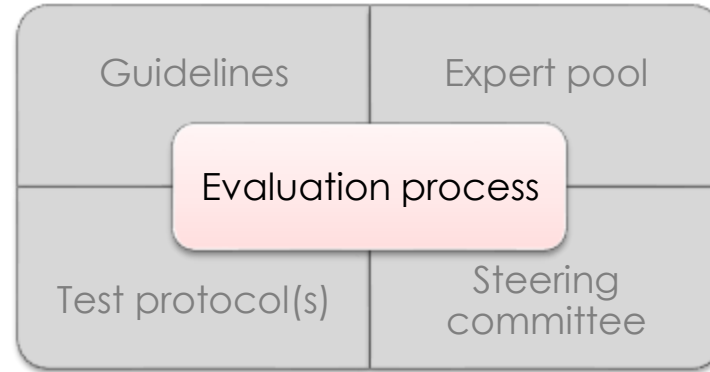 Guidelines
Expert pool
Evaluation process
Test protocol(s)
Steering
committee